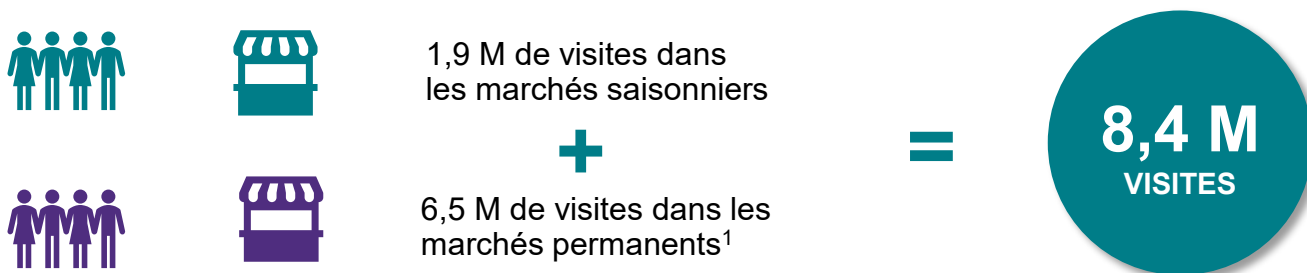 1,9 M de visites dans
les marchés saisonniers
+
6,5 M de visites dans les
marchés permanents¹
=
8,4 M
VISITES